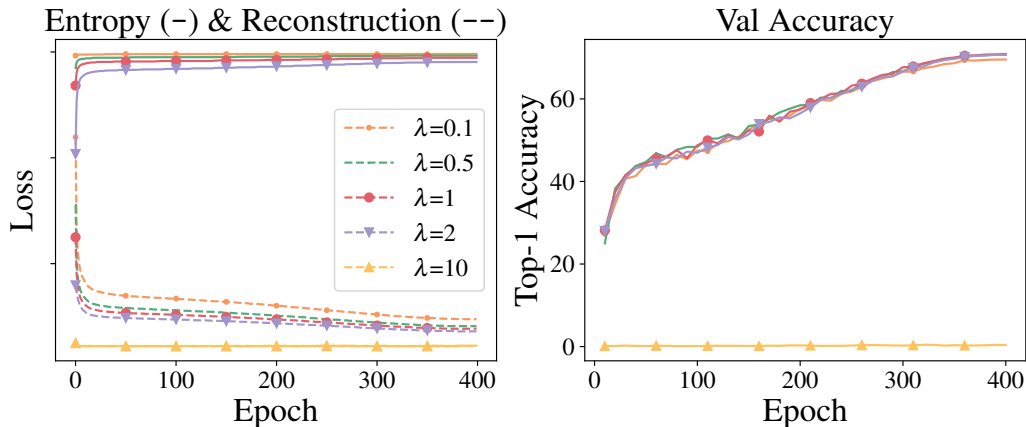 Entropy (-) & Reconstruction (--)
Loss
λ=0.1
λ=0.5
λ=1
λ=2
λ=10
0 100 200 300 400
Epoch
Val Accuracy
Top-1 Accuracy
60
40
20
0
0 100 200 300 400
Epoch